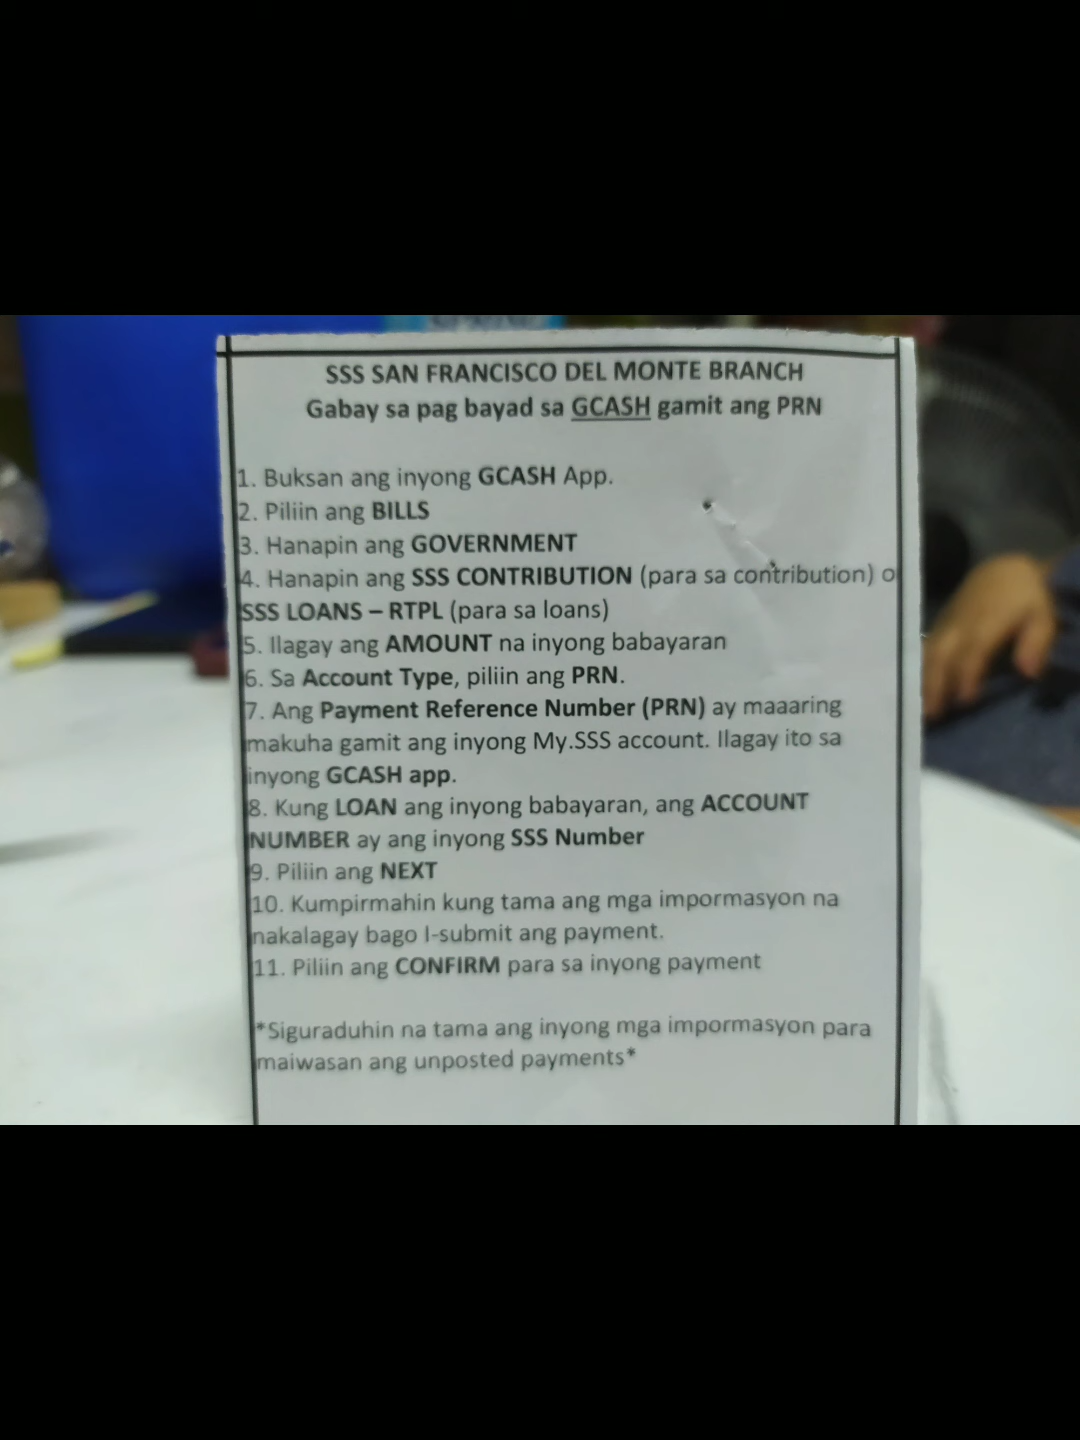 SSS SAN FRANCISCO DEL MONTE BRANCH
Gabay sa pag bayad sa GCASH gamit ang PRN
1. Buksan ang inyong GCASH App.
2. Piliin ang BILLS
3. Hanapin ang GOVERNMENT
4. Hanapin ang SSS CONTRIBUTION (para sa contribution) o
SSS LOANS – RTPL (para sa loans)
5. Ilagay ang AMOUNT na inyong babayaran
6. Sa Account Type, piliin ang PRN.
7. Ang Payment Reference Number (PRN) ay maaaring
makuha gamit ang inyong My.SSS account. Ilagay ito sa
inyong GCASH app.
8. Kung LOAN ang inyong babayaran, ang ACCOUNT
NUMBER ay ang inyong SSS Number
9. Piliin ang NEXT
10. Kumpirmahin kung tama ang mga impormasyon na
nakalagay bago I-submit ang payment.
11. Piliin ang CONFIRM para sa inyong payment
*Siguraduhin na tama ang inyong mga impormasyon para
maiwasan ang unposted payments*